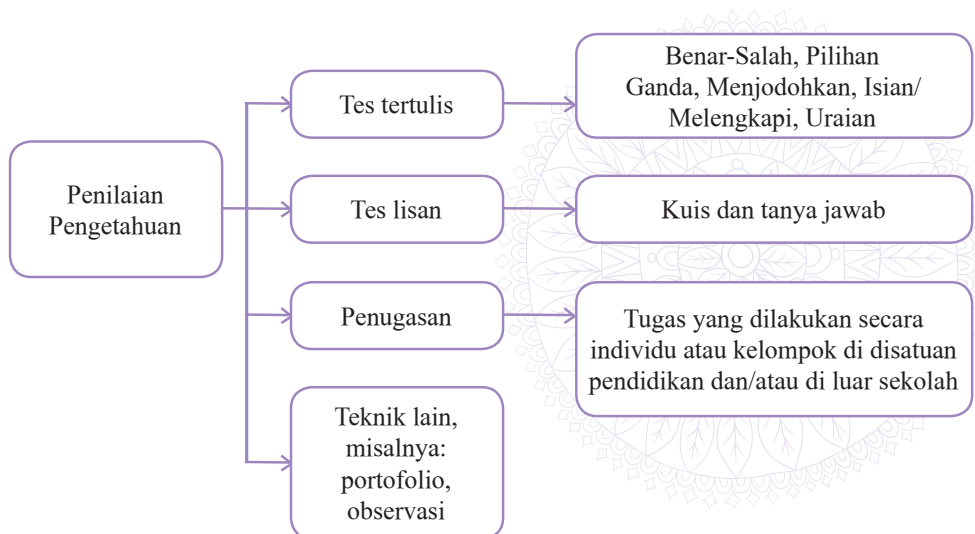 Penilaian
Pengetahuan
Tes tertulis
Benar-Salah, Pilihan
Ganda, Menjodohkan, Isian/
Melengkapi, Uraian
Tes lisan
Kuis dan tanya jawab
Penugasan
Tugas yang dilakukan secara
individu atau kelompok di disatuan
pendidikan dan/atau di luar sekolah
Teknik lain,
misalnya:
portofolio,
observasi